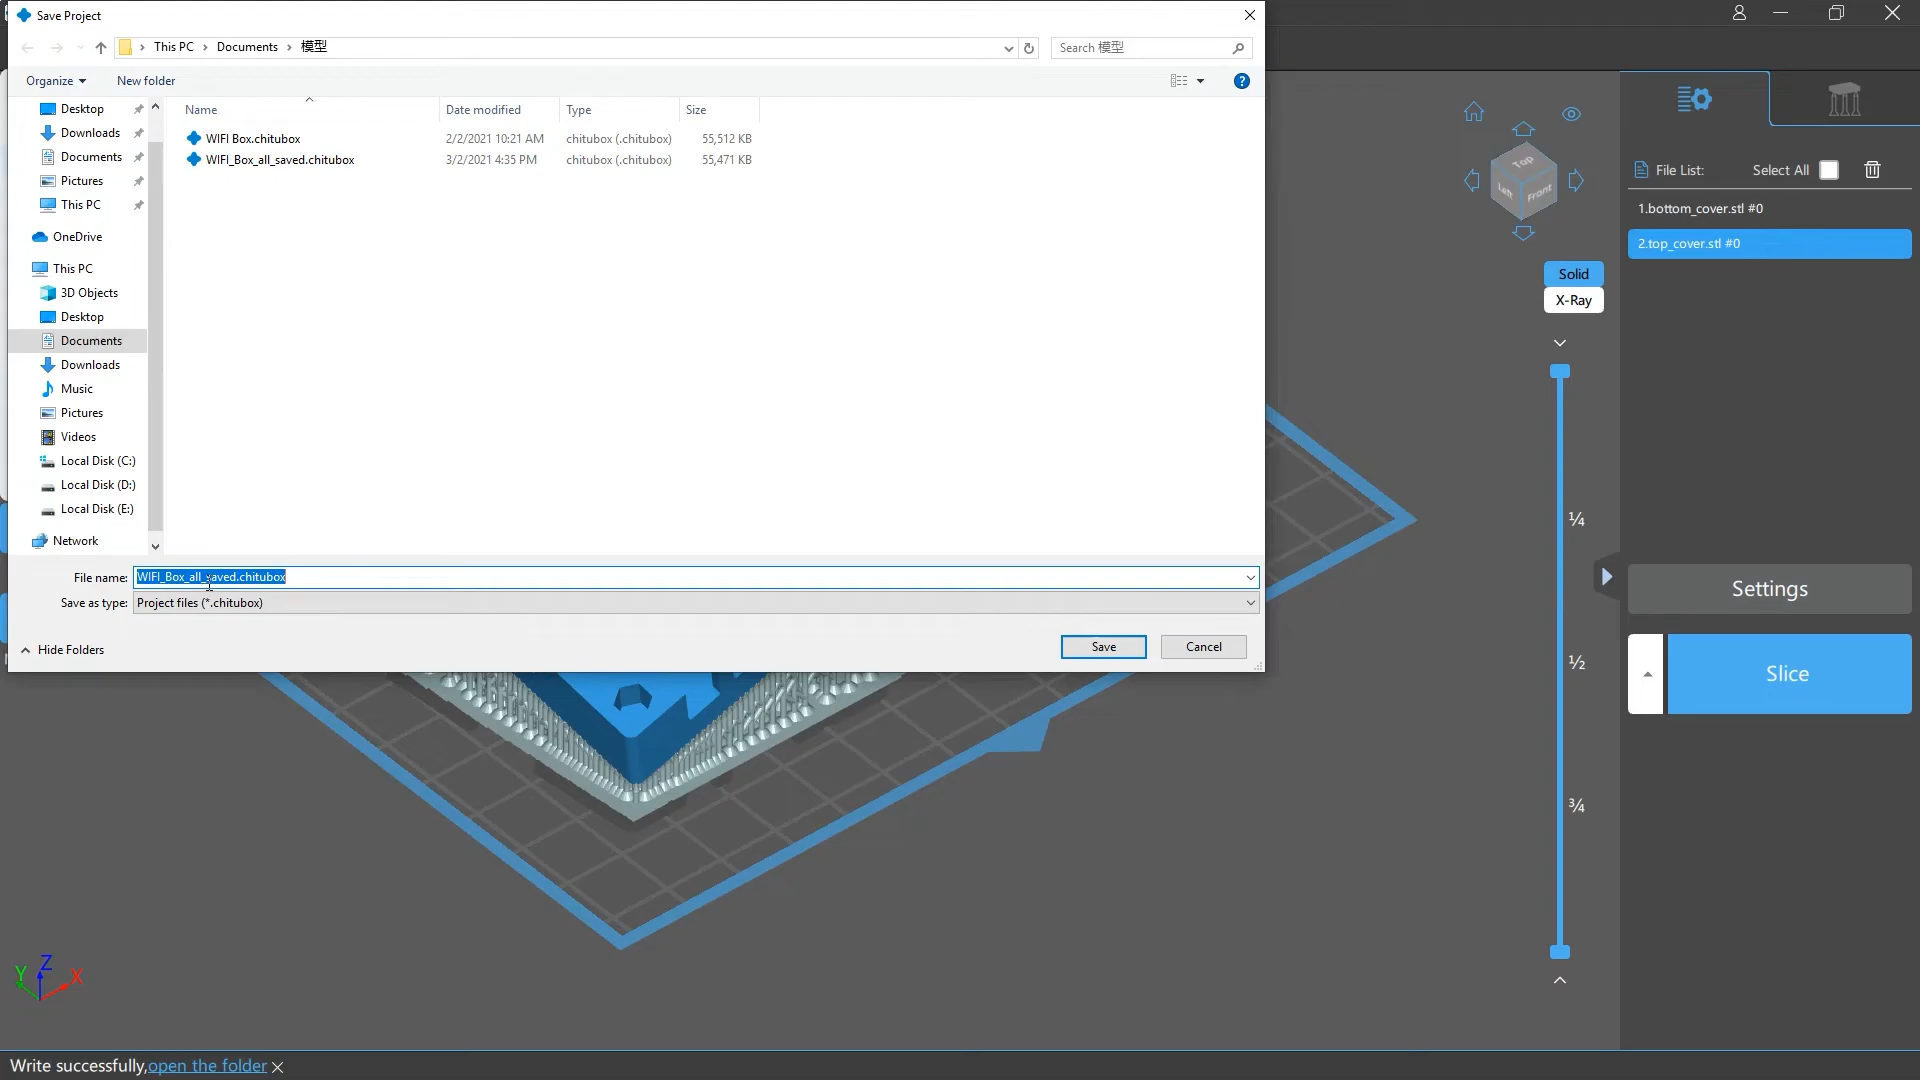 Save Project
This PC > Documents > 模型
Search 模型
Organize
New folder
Name
Date modified
Type
Size
WIFI Box.chitubox
2/2/2021 10:21 AM
chitubox (.chitubox)
55,512 KB
WIFI_Box_all_saved.chitubox
3/2/2021 4:35 PM
chitubox (.chitubox)
55,471 KB
Desktop
Downloads
Documents
Pictures
This PC
OneDrive
This PC
3D Objects
Desktop
Documents
Downloads
Music
Pictures
Videos
Local Disk (C:)
Local Disk (D:)
Local Disk (E:)
Network
File name: WIFI_Box_all_saved.chitubox
Save as type: Project files (*.chitubox)
Hide Folders
Save
Cancel
Top
Left
Front
Solid
X-Ray
¼
½
¾
File List:
Select All
1.bottom_cover.stl #0
2.top_cover.stl #0
Settings
Slice
Z
Y
X
Write successfully,open the folder